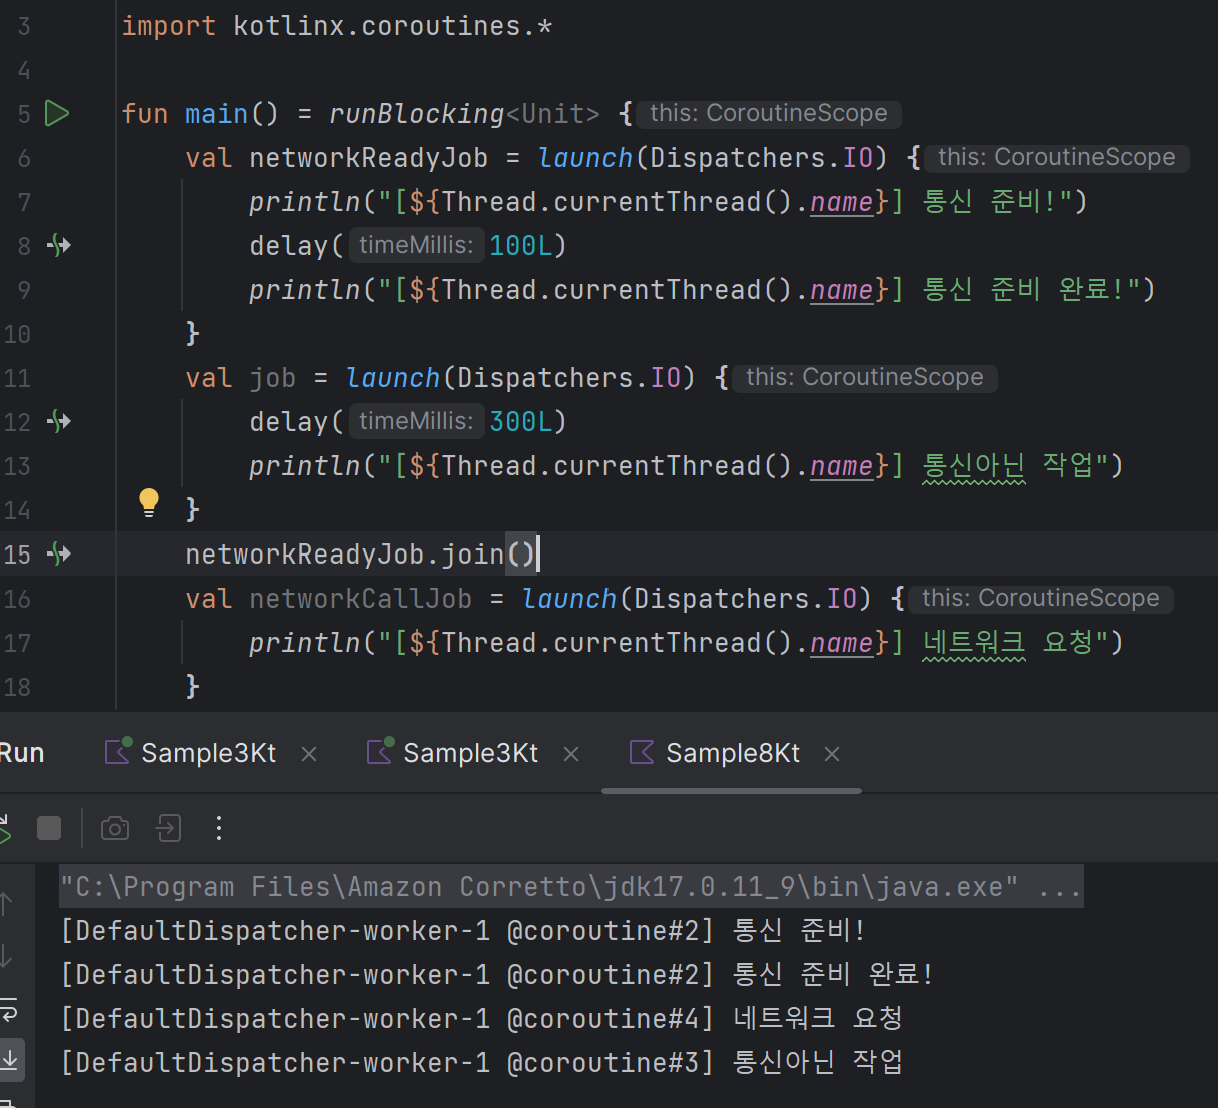 3 import kotlinx.coroutines.*
4
5 fun main() = runBlocking<Unit> { this: CoroutineScope
6 val networkReadyJob = launch(Dispatchers.IO) { this: CoroutineScope
7 println("[${Thread.currentThread().name}] 통신 준비!")
8 delay( timeMillis: 100L)
9 println("[${Thread.currentThread().name}] 통신 준비 완료!")
10 }
11 val job = launch(Dispatchers.IO) { this: CoroutineScope
12 delay( timeMillis: 300L)
13 println("[${Thread.currentThread().name}] 통신아닌 작업")
14 }
15 networkReadyJob.join()
16 val networkCallJob = launch(Dispatchers.IO) { this: CoroutineScope
17 println("[${Thread.currentThread().name}] 네트워크 요청")
18 }
Run Sample3Kt Sample3Kt Sample8Kt
"C:\Program Files\Amazon Corretto\jdk17.0.11_9\bin\java.exe" ...
[DefaultDispatcher-worker-1 @coroutine#2] 통신 준비!
[DefaultDispatcher-worker-1 @coroutine#2] 통신 준비 완료!
[DefaultDispatcher-worker-1 @coroutine#4] 네트워크 요청
[DefaultDispatcher-worker-1 @coroutine#3] 통신아닌 작업